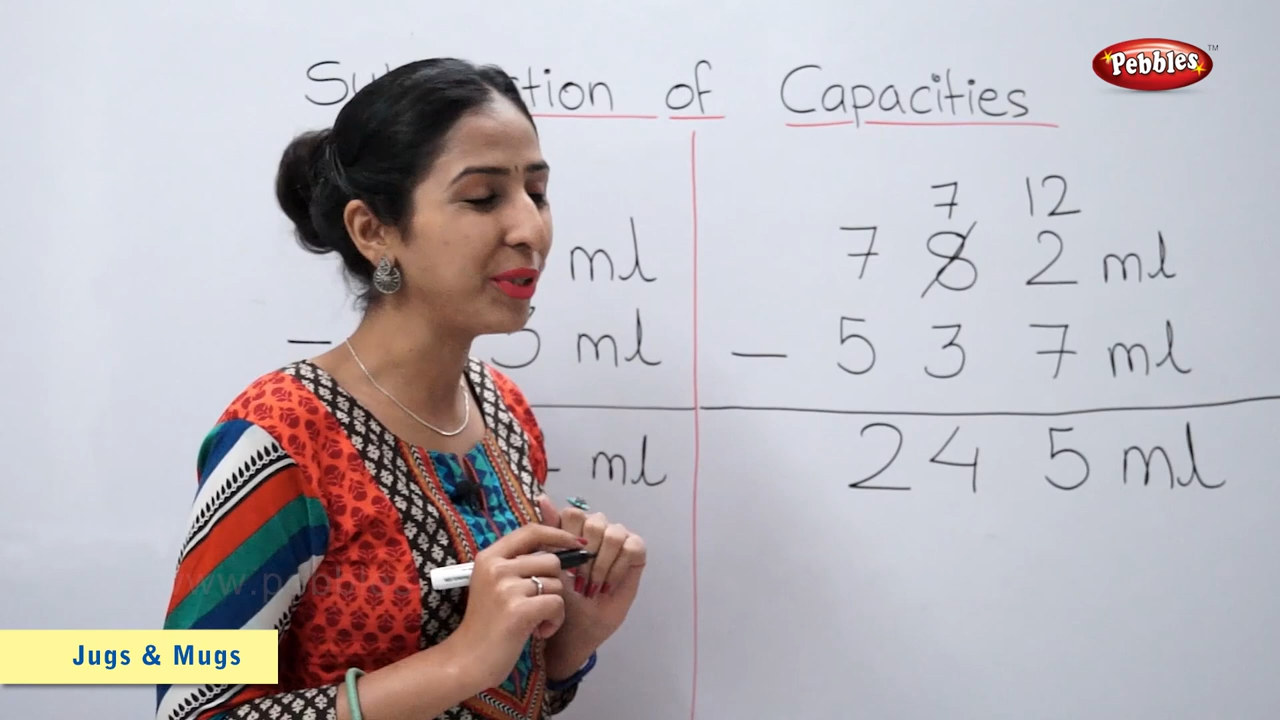 Pebbles TM
of Capacities
7 12
ml 7 8 2 ml
- 3 ml - 5 3 7 ml
ml 2 4 5 ml
Jugs & Mugs